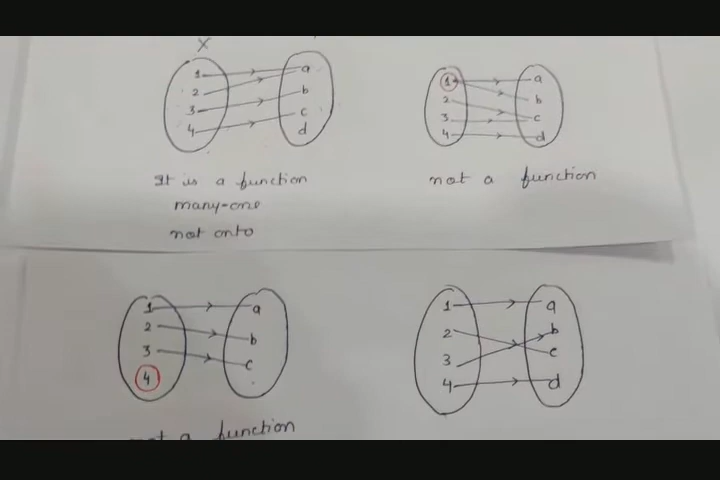 X
1 a
2 b
3 c
4 d
It is a function
many-one
not onto
1 a
2 b
3 c
4 d
not a function
1 a
2 b
3 c
4
a function
1 a
2 b
3 c
4 d